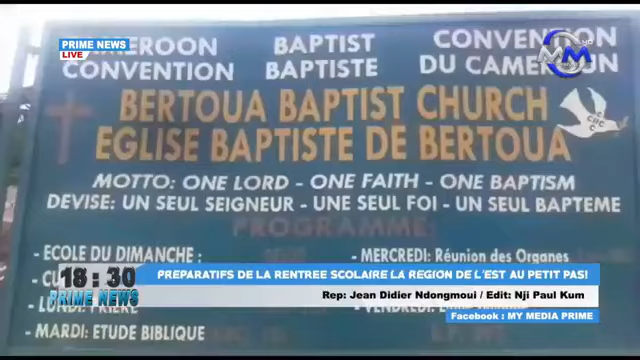 PRIME NEWS
LIVE
CAMEROON BAPTIST CONVENTION
CONVENTION BAPTISTE DU CAMEROUN
BERTOUA BAPTIST CHURCH
EGLISE BAPTISTE DE BERTOUA
CBC
MOTTO: ONE LORD - ONE FAITH - ONE BAPTISM
DEVISE: UN SEUL SEIGNEUR - UNE SEUL FOI - UN SEUL BAPTEME
PROGRAMME:
- ECOLE DU DIMANCHE :
- MERCREDI: Réunion des Organes
18:30
PRIME NEWS
PREPARATIFS DE LA RENTREE SCOLAIRE LA REGION DE L'EST AU PETIT PAS!
Rep: Jean Didier Ndongmoui / Edit: Nji Paul Kum
- LUNDI: PRIERE
- VENDREDI:
Facebook : MY MEDIA PRIME
- MARDI: ETUDE BIBLIQUE